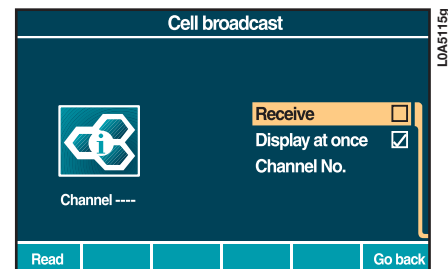 Cell broadcast
L0A5115g
Receive
Display at once
Channel No.
Channel ----
Read
Go back